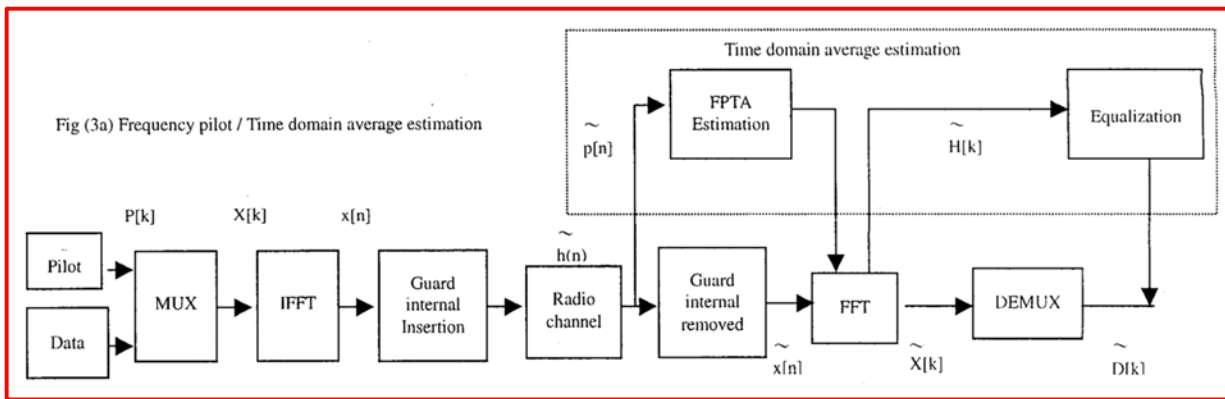 Time domain average estimation
Fig (3a) Frequency pilot / Time domain average estimation
FPTA
Estimation
Equalization
~
p[n]
~
H[k]
P[k]
X[k]
x[n]
~
h(n)
Pilot
Data
MUX
IFFT
Guard
internal
Insertion
Radio
channel
Guard
internal
removed
FFT
DEMUX
~
x[n]
~
X[k]
~
D[k]